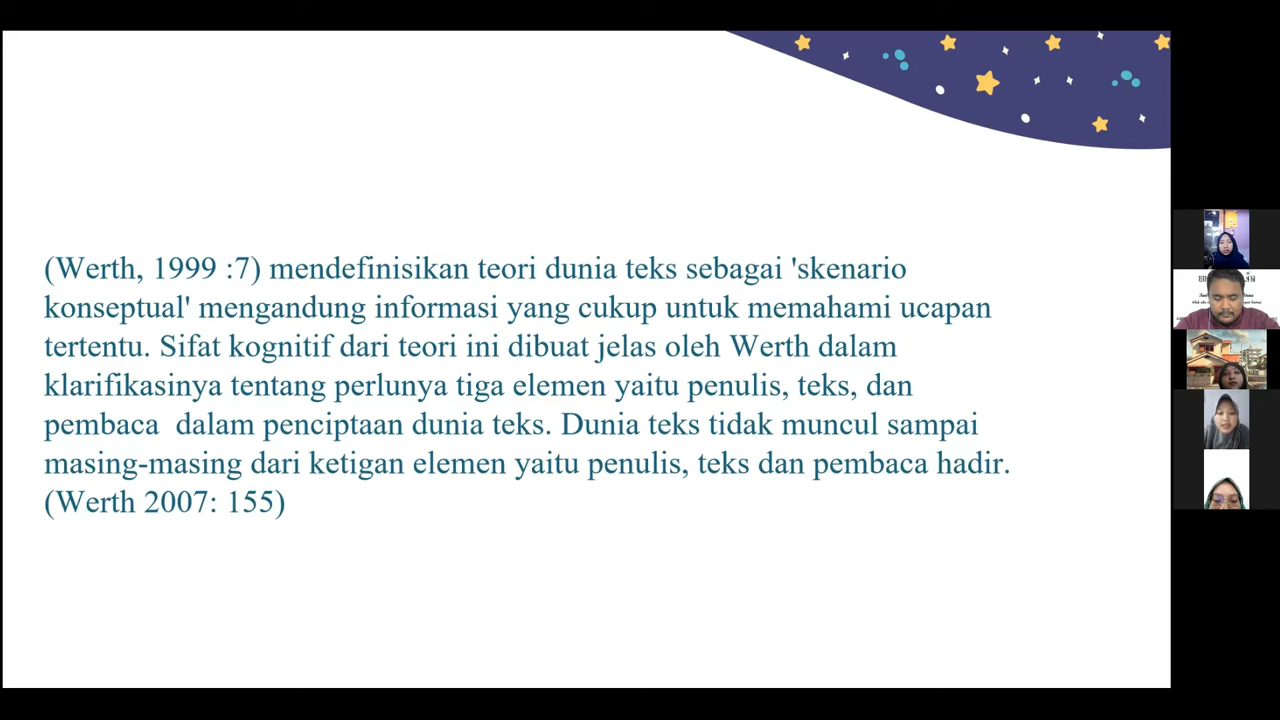 (Werth, 1999 :7) mendefinisikan teori dunia teks sebagai 'skenario
konseptual' mengandung informasi yang cukup untuk memahami ucapan
tertentu. Sifat kognitif dari teori ini dibuat jelas oleh Werth dalam
klarifikasinya tentang perlunya tiga elemen yaitu penulis, teks, dan
pembaca  dalam penciptaan dunia teks. Dunia teks tidak muncul sampai
masing-masing dari ketigan elemen yaitu penulis, teks dan pembaca hadir.
(Werth 2007: 155)